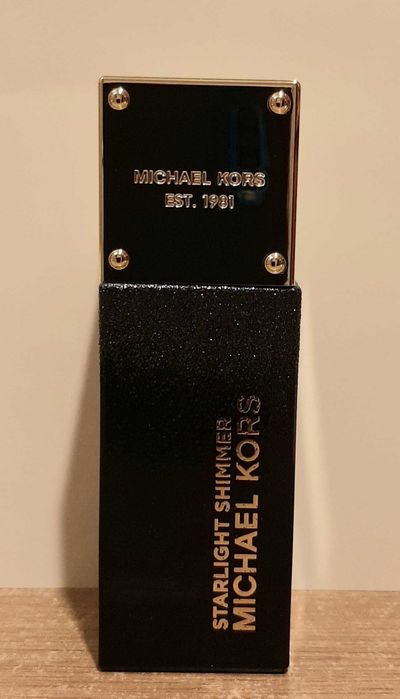 MICHAEL KORS
EST. 1981
STARLIGHT SHIMMER
MICHAEL KORS